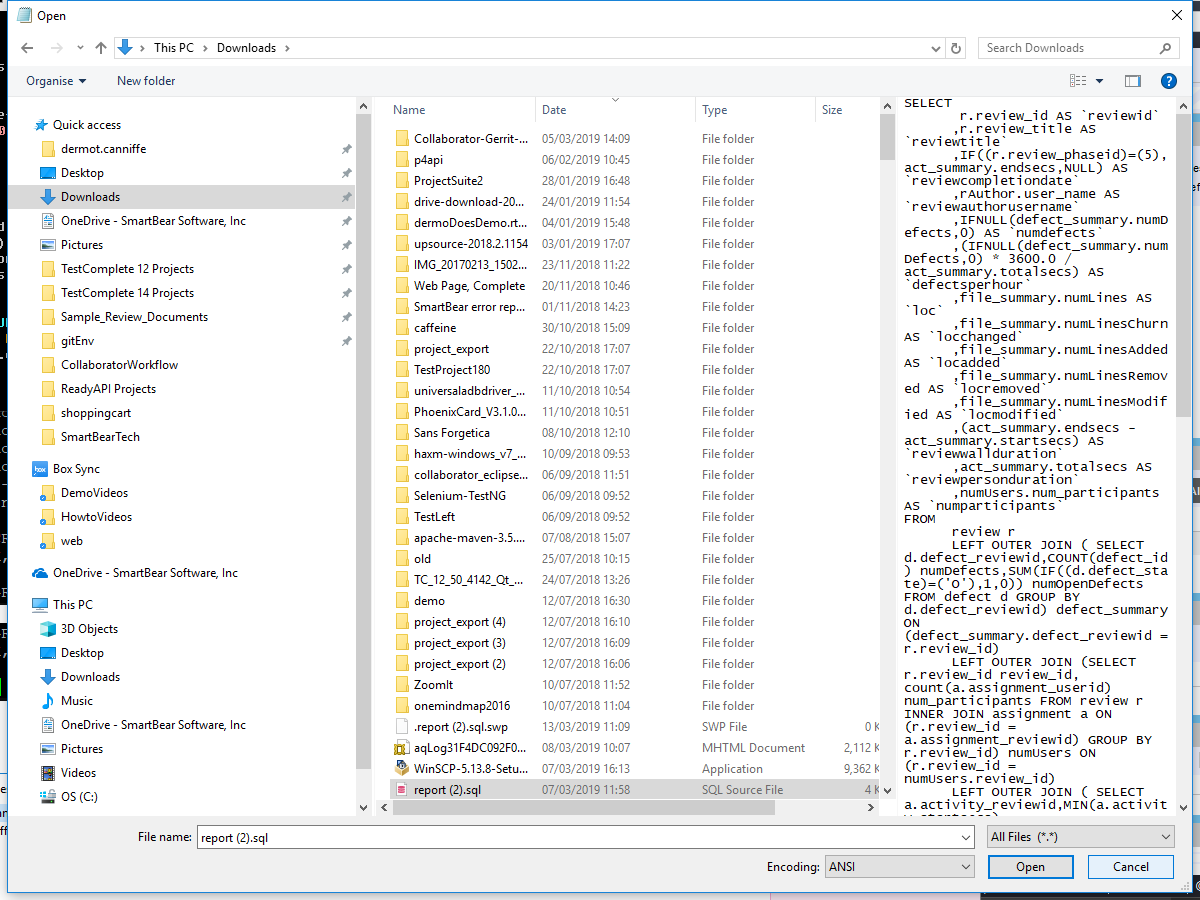 Open
This PC > Downloads >
Search Downloads
Organise
New folder
Quick access
dermot.canniffe
Desktop
Downloads
OneDrive - SmartBear Software, Inc
Pictures
TestComplete 12 Projects
TestComplete 14 Projects
Sample_Review_Documents
gitEnv
CollaboratorWorkflow
ReadyAPI Projects
shoppingcart
SmartBearTech
Box Sync
DemoVideos
HowtoVideos
web
OneDrive - SmartBear Software, Inc
This PC
3D Objects
Desktop
Downloads
Music
OneDrive - SmartBear Software, Inc
Pictures
Videos
OS (C:)
Name Date Type Size
Collaborator-Gerrit-... 05/03/2019 14:09 File folder
p4api 06/02/2019 10:45 File folder
ProjectSuite2 28/01/2019 16:48 File folder
drive-download-20... 24/01/2019 11:54 File folder
dermoDoesDemo.rt... 04/01/2019 15:48 File folder
upsource-2018.2.1154 03/01/2019 17:07 File folder
IMG_20170213_1502... 23/11/2018 11:22 File folder
Web Page, Complete 20/11/2018 10:46 File folder
SmartBear error rep... 01/11/2018 14:23 File folder
caffeine 30/10/2018 15:09 File folder
project_export 22/10/2018 17:07 File folder
TestProject180 22/10/2018 17:07 File folder
universaladbdriver_... 11/10/2018 10:54 File folder
PhoenixCard_V3.1.0... 11/10/2018 10:51 File folder
Sans Forgetica 08/10/2018 12:10 File folder
haxm-windows_v7_... 10/09/2018 09:53 File folder
collaborator_eclipse... 06/09/2018 11:51 File folder
Selenium-TestNG 06/09/2018 09:52 File folder
TestLeft 06/09/2018 09:52 File folder
apache-maven-3.5.... 07/08/2018 15:07 File folder
old 25/07/2018 10:15 File folder
TC_12_50_4142_Qt_... 24/07/2018 13:26 File folder
demo 12/07/2018 16:30 File folder
project_export (4) 12/07/2018 16:10 File folder
project_export (3) 12/07/2018 16:09 File folder
project_export (2) 12/07/2018 16:06 File folder
ZoomIt 10/07/2018 11:52 File folder
onemindmap2016 10/07/2018 11:04 File folder
.report (2).sql.swp 13/03/2019 11:09 SWP File 0 K
aqLog31F4DC092F0... 08/03/2019 10:07 MHTML Document 2,112 K
WinSCP-5.13.8-Setu... 07/03/2019 16:13 Application 9,362 K
report (2).sql 07/03/2019 11:58 SQL Source File 4 K
SELECT
r.review_id AS `reviewid`
,r.review_title AS
`reviewtitle`
,IF((r.review_phaseid)=(5),
act_summary.endsecs,NULL) AS
`reviewcompletiondate`
,rAuthor.user_name AS
`reviewauthorusername`
,IFNULL(defect_summary.numD
efects,0) AS `numdefects`
,(IFNULL(defect_summary.num
Defects,0) * 3600.0 /
act_summary.totalsecs) AS
`defectsperhour`
,file_summary.numLines AS
`loc`
,file_summary.numLinesChurn
AS `locchanged`
,file_summary.numLinesAdded
AS `locadded`
,file_summary.numLinesRemov
ed AS `locremoved`
,file_summary.numLinesModif
ied AS `locmodified`
,(act_summary.endsecs -
act_summary.startsecs) AS
`reviewwallduration`
,act_summary.totalsecs AS
`reviewpersonduration`
,numUsers.num_participants
AS `numparticipants`
FROM
review r
LEFT OUTER JOIN ( SELECT
d.defect_reviewid,COUNT(defect_id
) numDefects,SUM(IF((d.defect_sta
te)=('O'),1,0)) numOpenDefects
FROM defect d GROUP BY
d.defect_reviewid) defect_summary
ON
(defect_summary.defect_reviewid =
r.review_id)
LEFT OUTER JOIN (SELECT
r.review_id review_id,
count(a.assignment_userid)
num_participants FROM review r
INNER JOIN assignment a ON
(r.review_id =
a.assignment_reviewid) GROUP BY
r.review_id) numUsers ON
(r.review_id =
numUsers.review_id)
LEFT OUTER JOIN ( SELECT
a.activity_reviewid,MIN(a.activit
File name: report (2).sql
All Files (*.*)
Encoding: ANSI
Open
Cancel